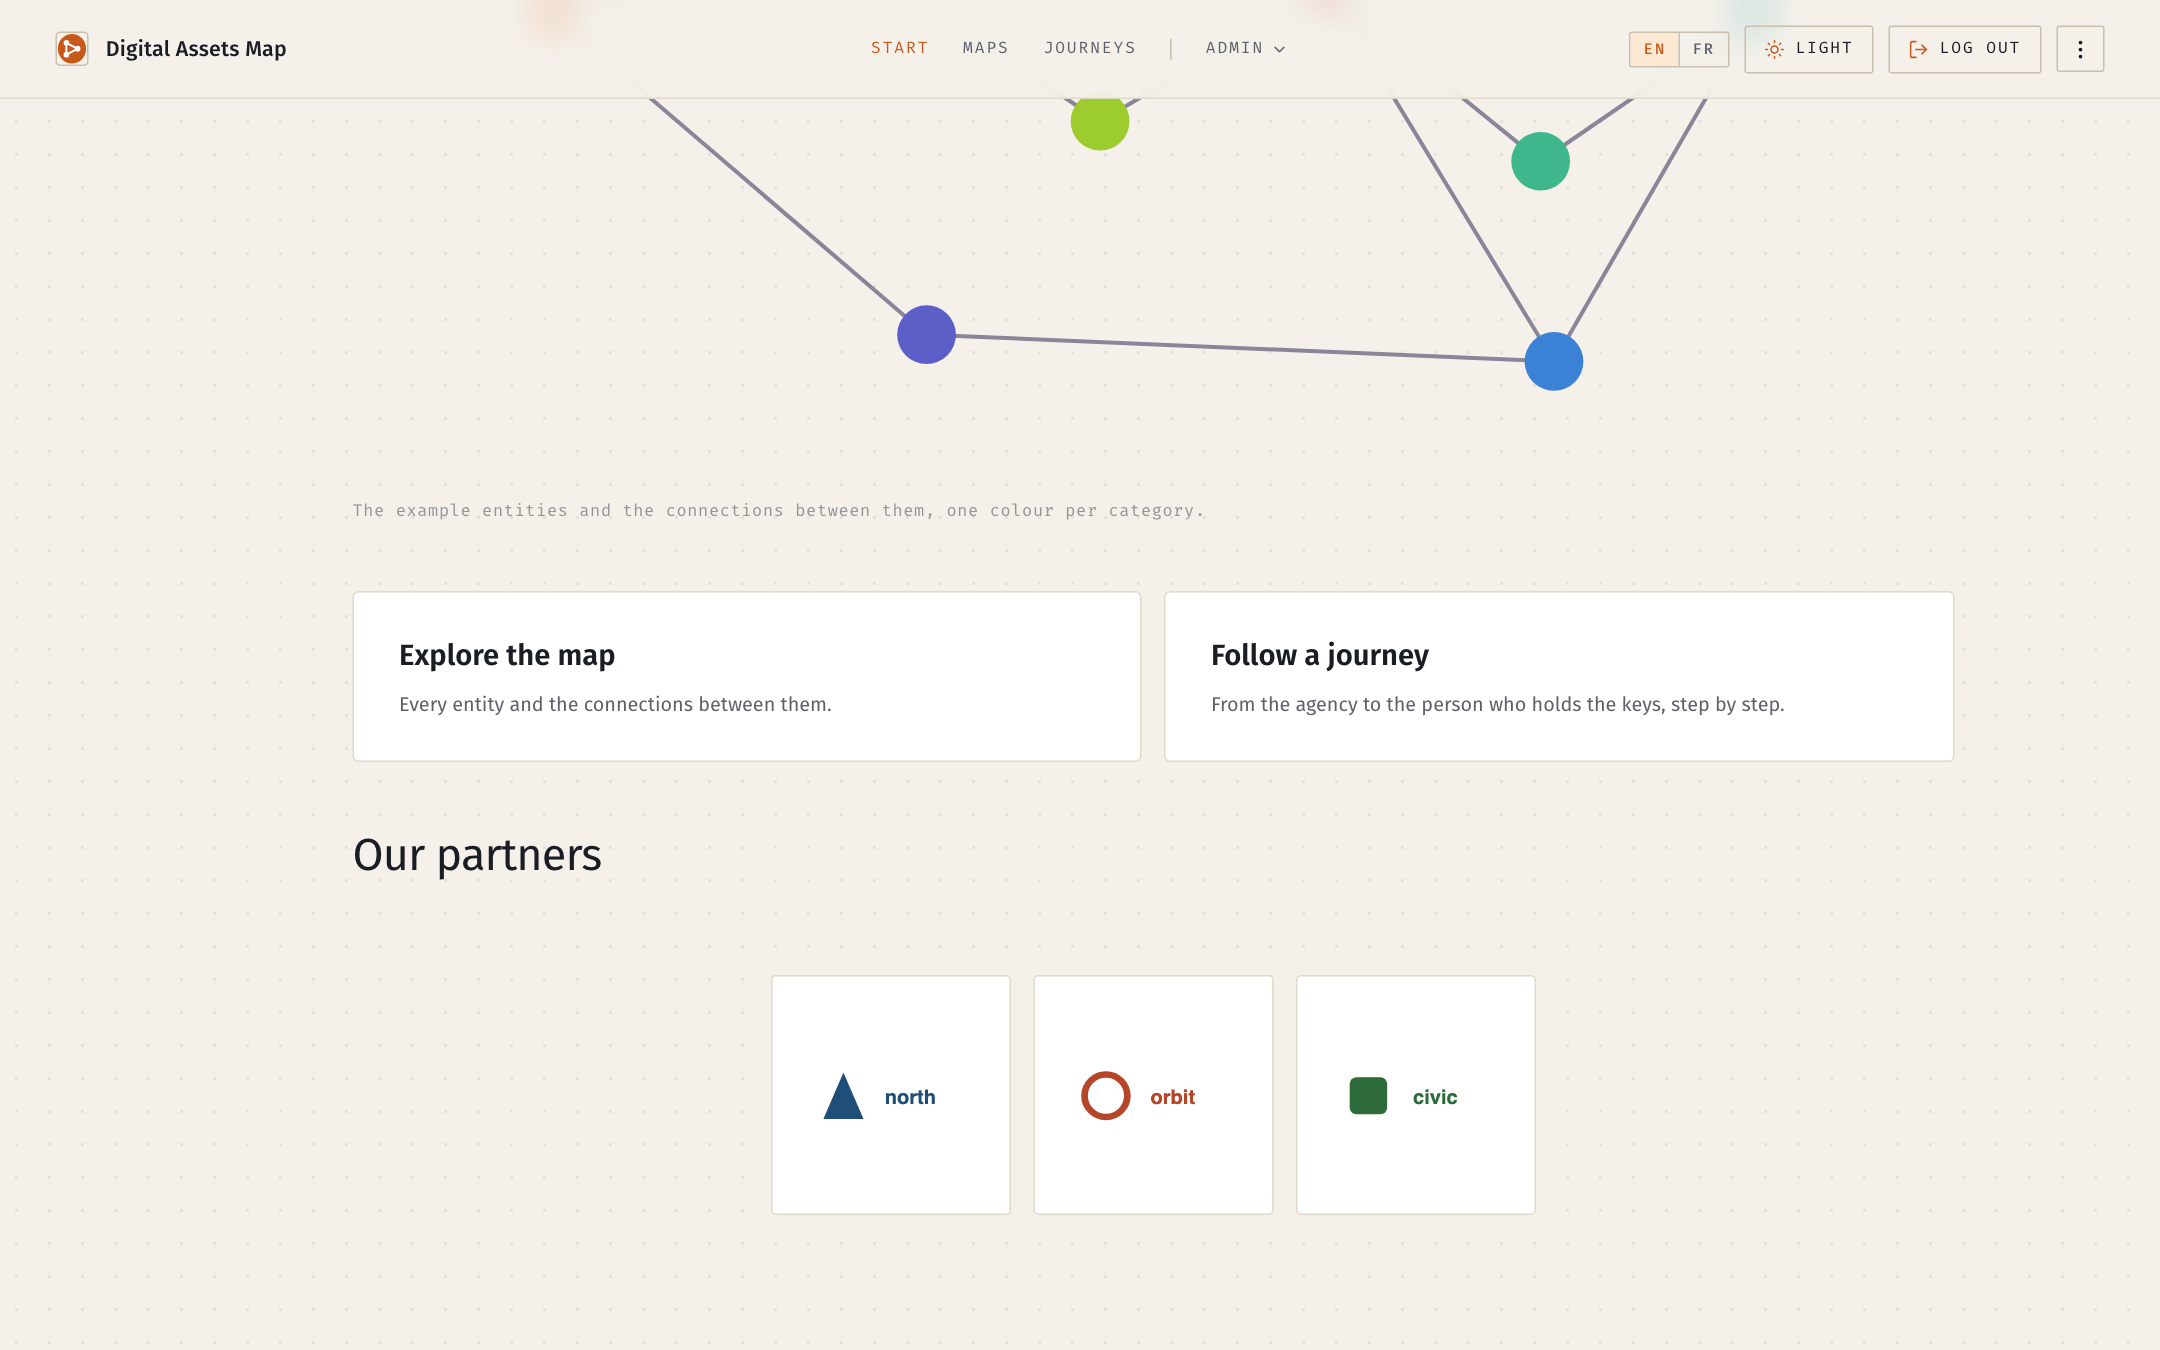 Digital Assets Map
START MAPS JOURNEYS | ADMIN
EN FR LIGHT LOG OUT
The example entities and the connections between them, one colour per category.
Explore the map
Every entity and the connections between them.
Follow a journey
From the agency to the person who holds the keys, step by step.
Our partners
north
orbit
civic